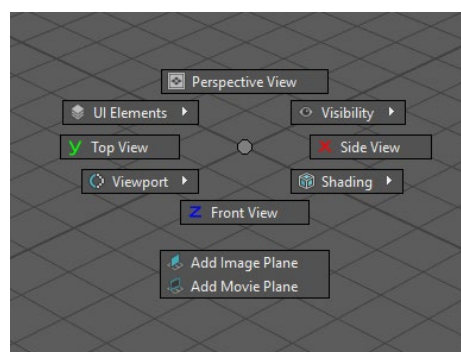 Perspective View
UI Elements
Visibility
Y Top View
X Side View
Viewport
Shading
Z Front View
Add Image Plane
Add Movie Plane